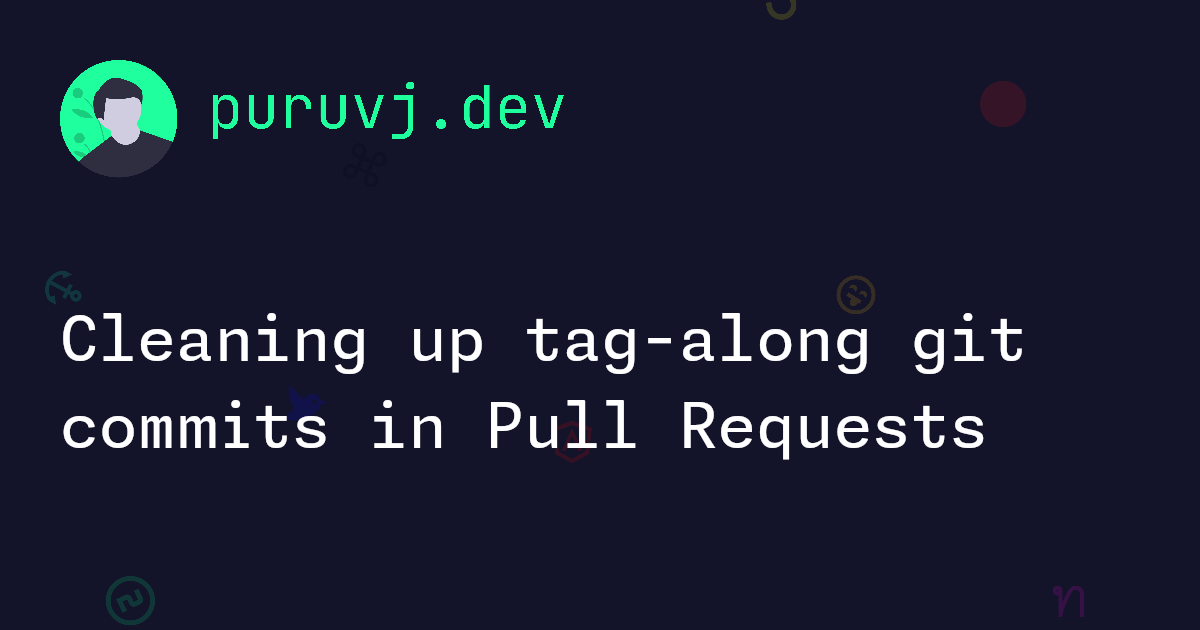 puruvj.dev
Cleaning up tag-along git
commits in Pull Requests